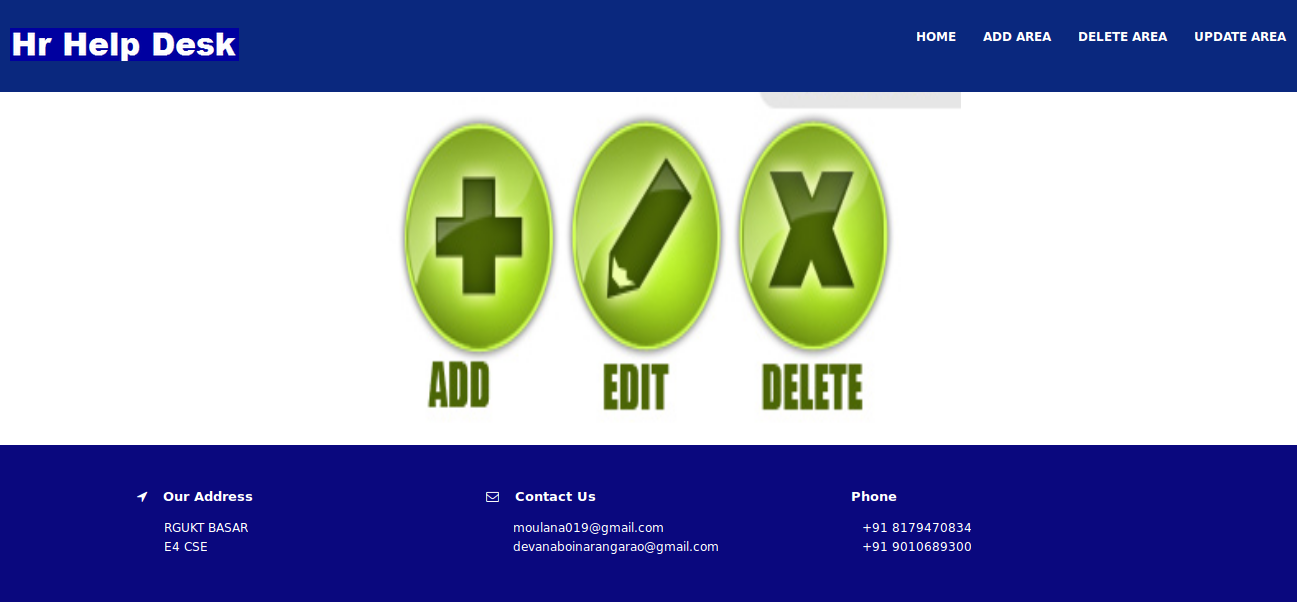 Hr Help Desk
HOME ADD AREA DELETE AREA UPDATE AREA
ADD EDIT DELETE
Our Address
RGUKT BASAR
E4 CSE
Contact Us
moulana019@gmail.com
devanaboinarangarao@gmail.com
Phone
+91 8179470834
+91 9010689300